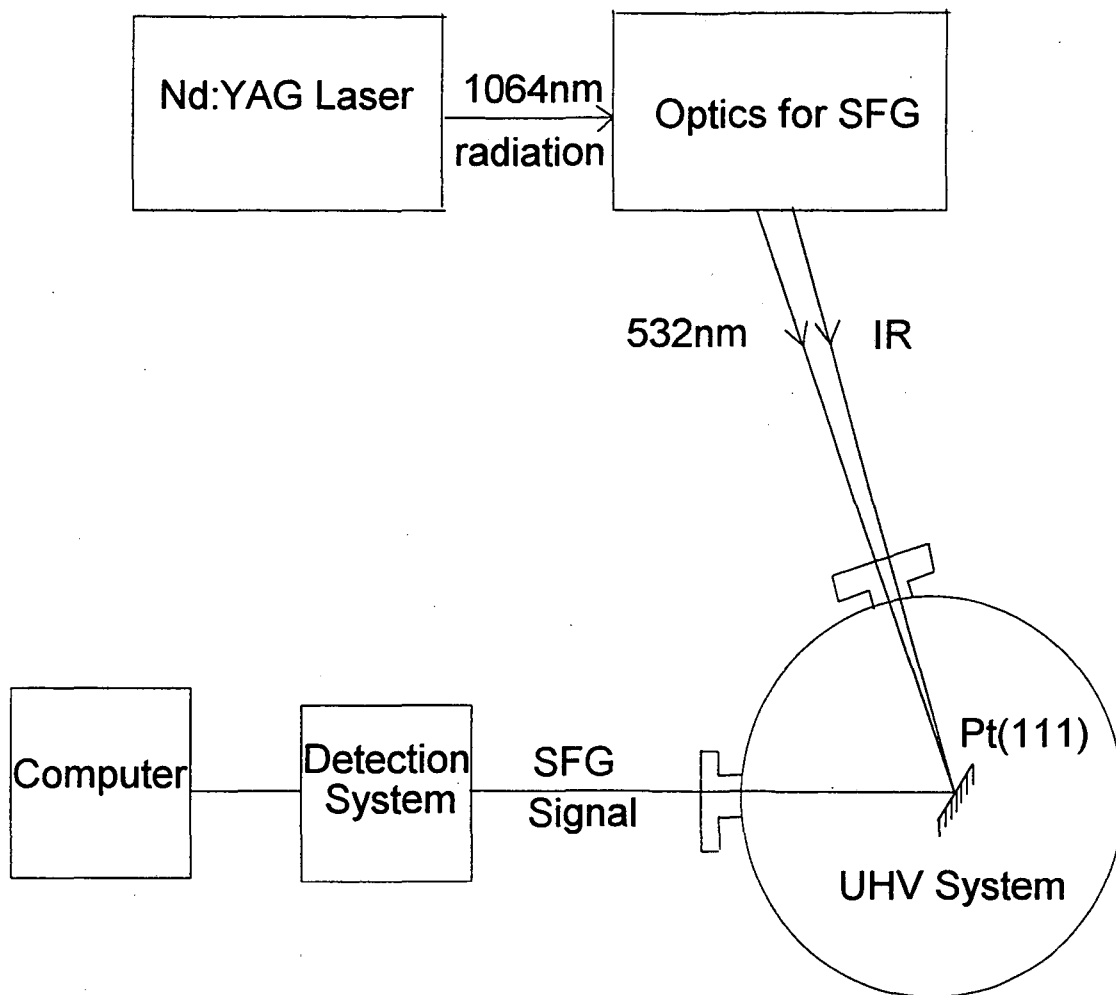 Nd:YAG Laser
1064nm
radiation
Optics for SFG
532nm
IR
Pt(111)
UHV System
SFG
Signal
Detection
System
Computer